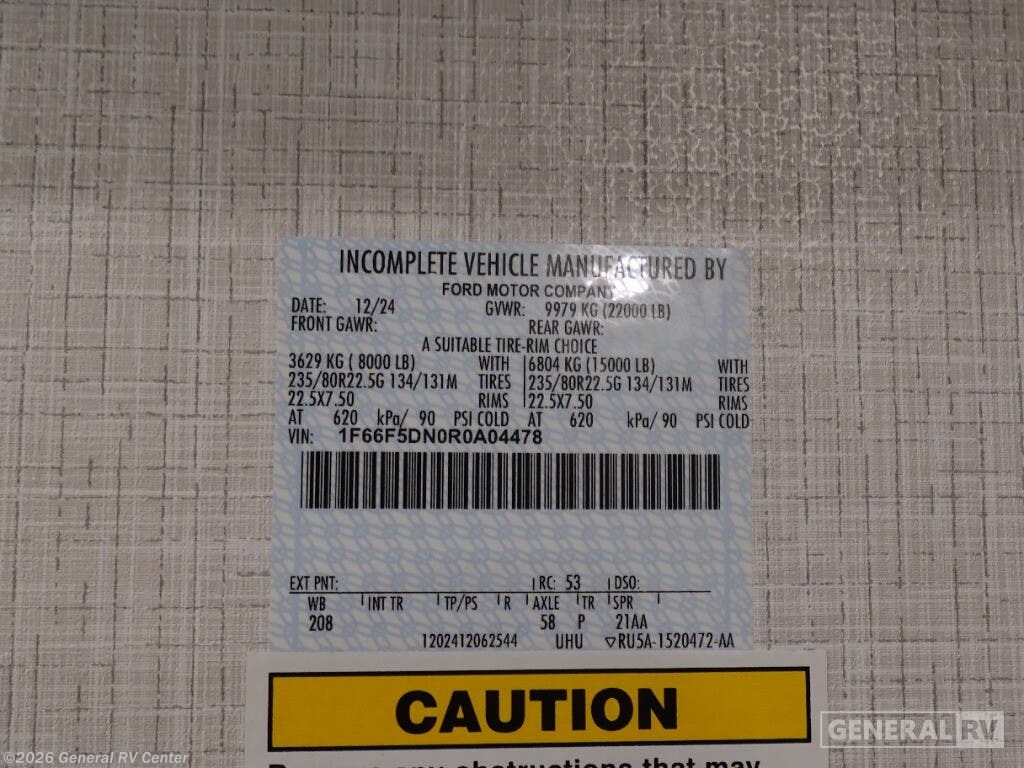 INCOMPLETE VEHICLE MANUFACTURED BY
FORD MOTOR COMPANY
DATE: 12/24 GVWR: 9979 KG (22000 LB)
FRONT GAWR: REAR GAWR:
A SUITABLE TIRE-RIM CHOICE
3629 KG ( 8000 LB) WITH 6804 KG (15000 LB) WITH
235/80R22.5G 134/131M TIRES 235/80R22.5G 134/131M TIRES
22.5X7.50 RIMS 22.5X7.50 RIMS
AT 620 kPa/ 90 PSI COLD AT 620 kPa/ 90 PSI COLD
VIN: 1F66F5DN0R0A04478
EXT PNT: RC: 53 DSO:
WB INT TR TP/PS R AXLE TR SPR
208 58 P 21AA
1202412062544 UHU ▽RU5A-1520472-AA
CAUTION
any obstructions that may
GENERAL RV
©2026 General RV Center